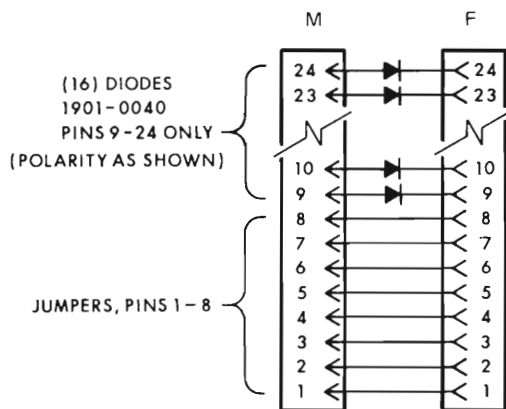 M F
(16) DIODES
1901-0040
PINS 9-24 ONLY
(POLARITY AS SHOWN)
24 24
23 23
10 10
9 9
8 8
7 7
6 6
5 5
4 4
3 3
2 2
1 1
JUMPERS, PINS 1-8